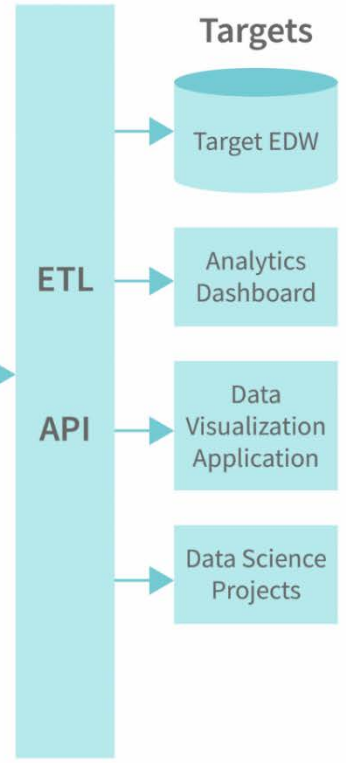 Targets
Target EDW
ETL
Analytics
Dashboard
API
Data
Visualization
Application
Data Science
Projects